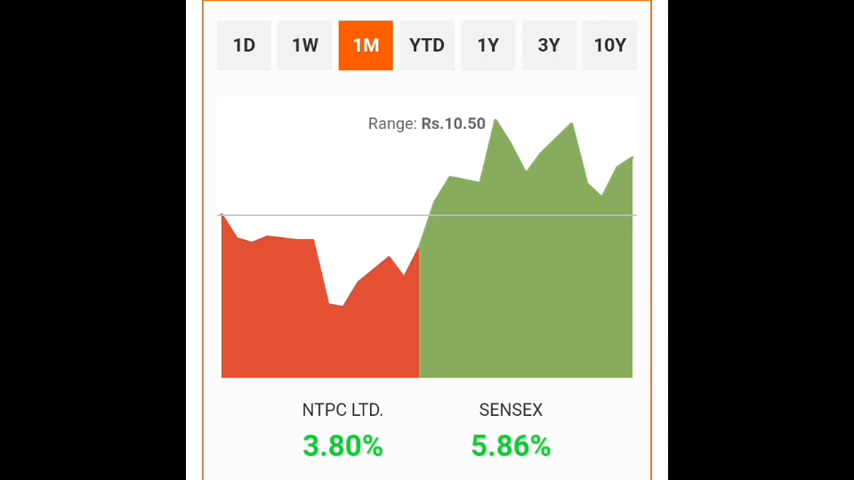 1D 1W 1M YTD 1Y 3Y 10Y
Range: Rs.10.50
NTPC LTD. SENSEX
3.80% 5.86%